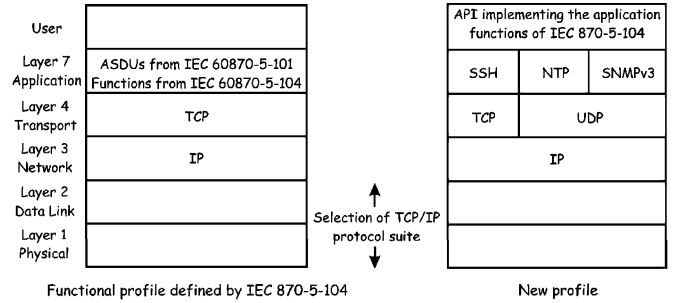 User
Layer 7
Application
Layer 4
Transport
Layer 3
Network
Layer 2
Data Link
Layer 1
Physical
ASDUs from IEC 60870-5-101
Functions from IEC 60870-5-104
TCP
IP
Functional profile defined by IEC 870-5-104
Selection of TCP/IP
protocol suite
API implementing the application
functions of IEC 870-5-104
SSH
NTP
SNMPv3
TCP
UDP
IP
New profile